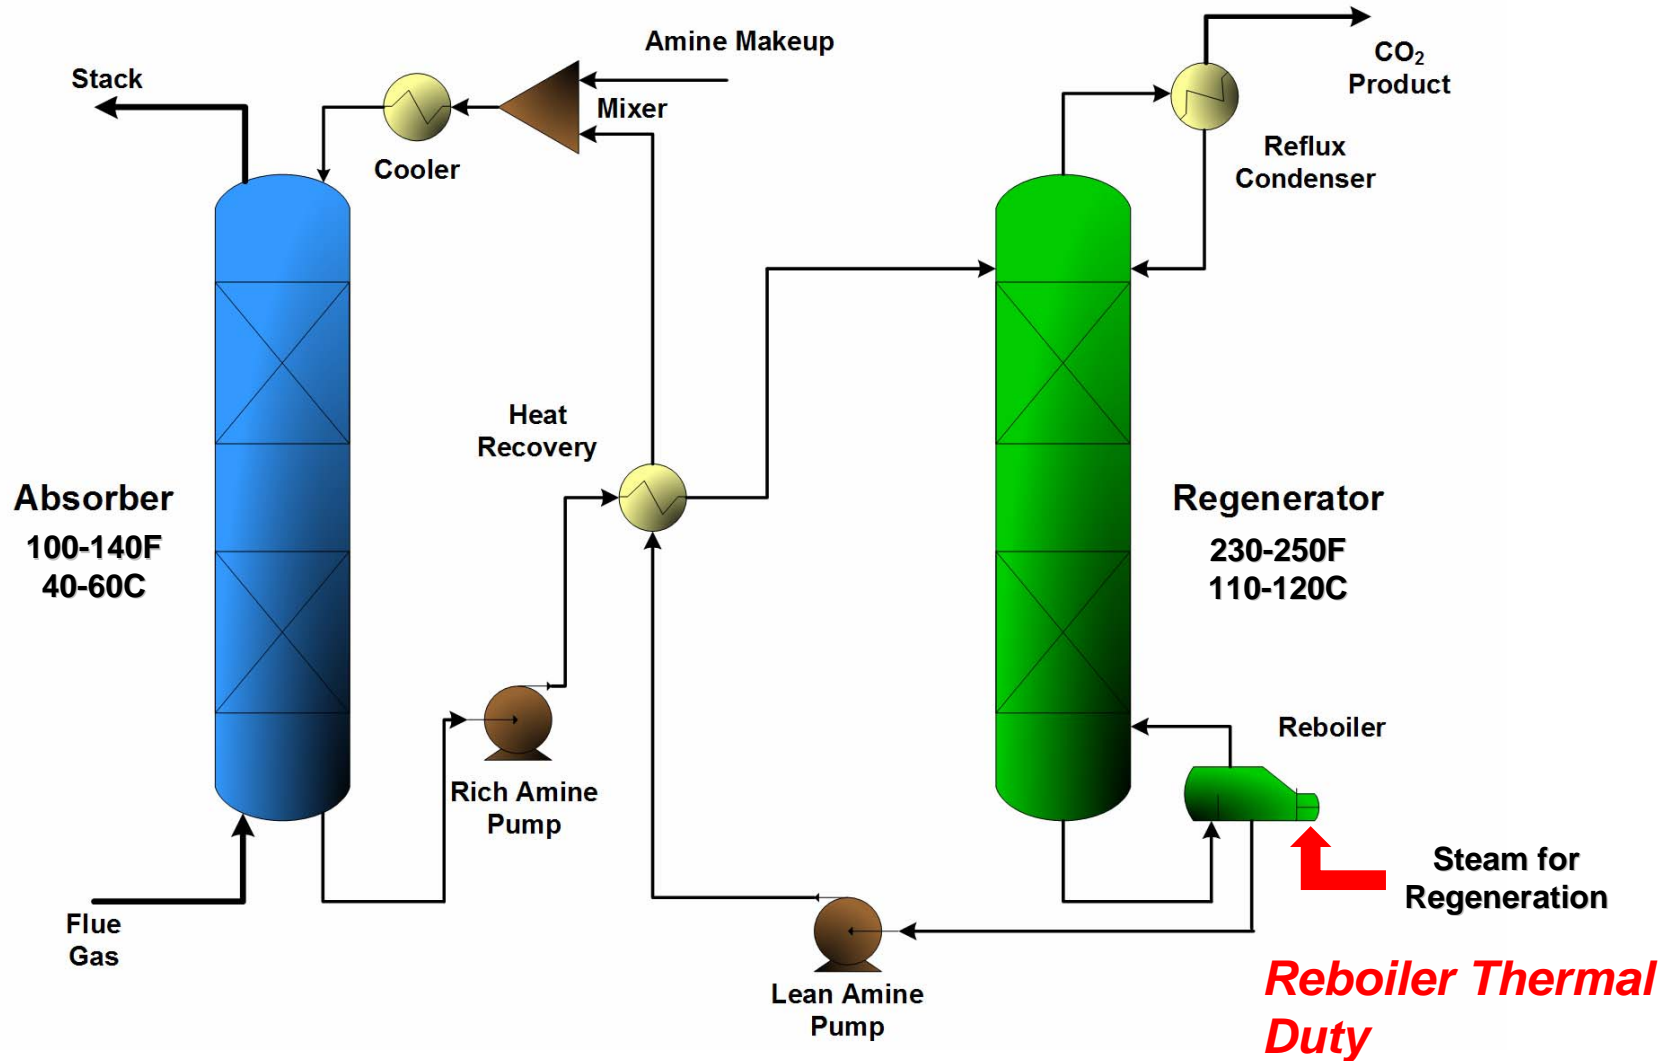 Amine Makeup
Stack
Mixer
Cooler
CO₂
Product
Reflux
Condenser
Heat
Recovery
Absorber
100-140F
40-60C
Regenerator
230-250F
110-120C
Rich Amine
Pump
Reboiler
Steam for
Regeneration
Flue
Gas
Lean Amine
Pump
Reboiler Thermal
Duty